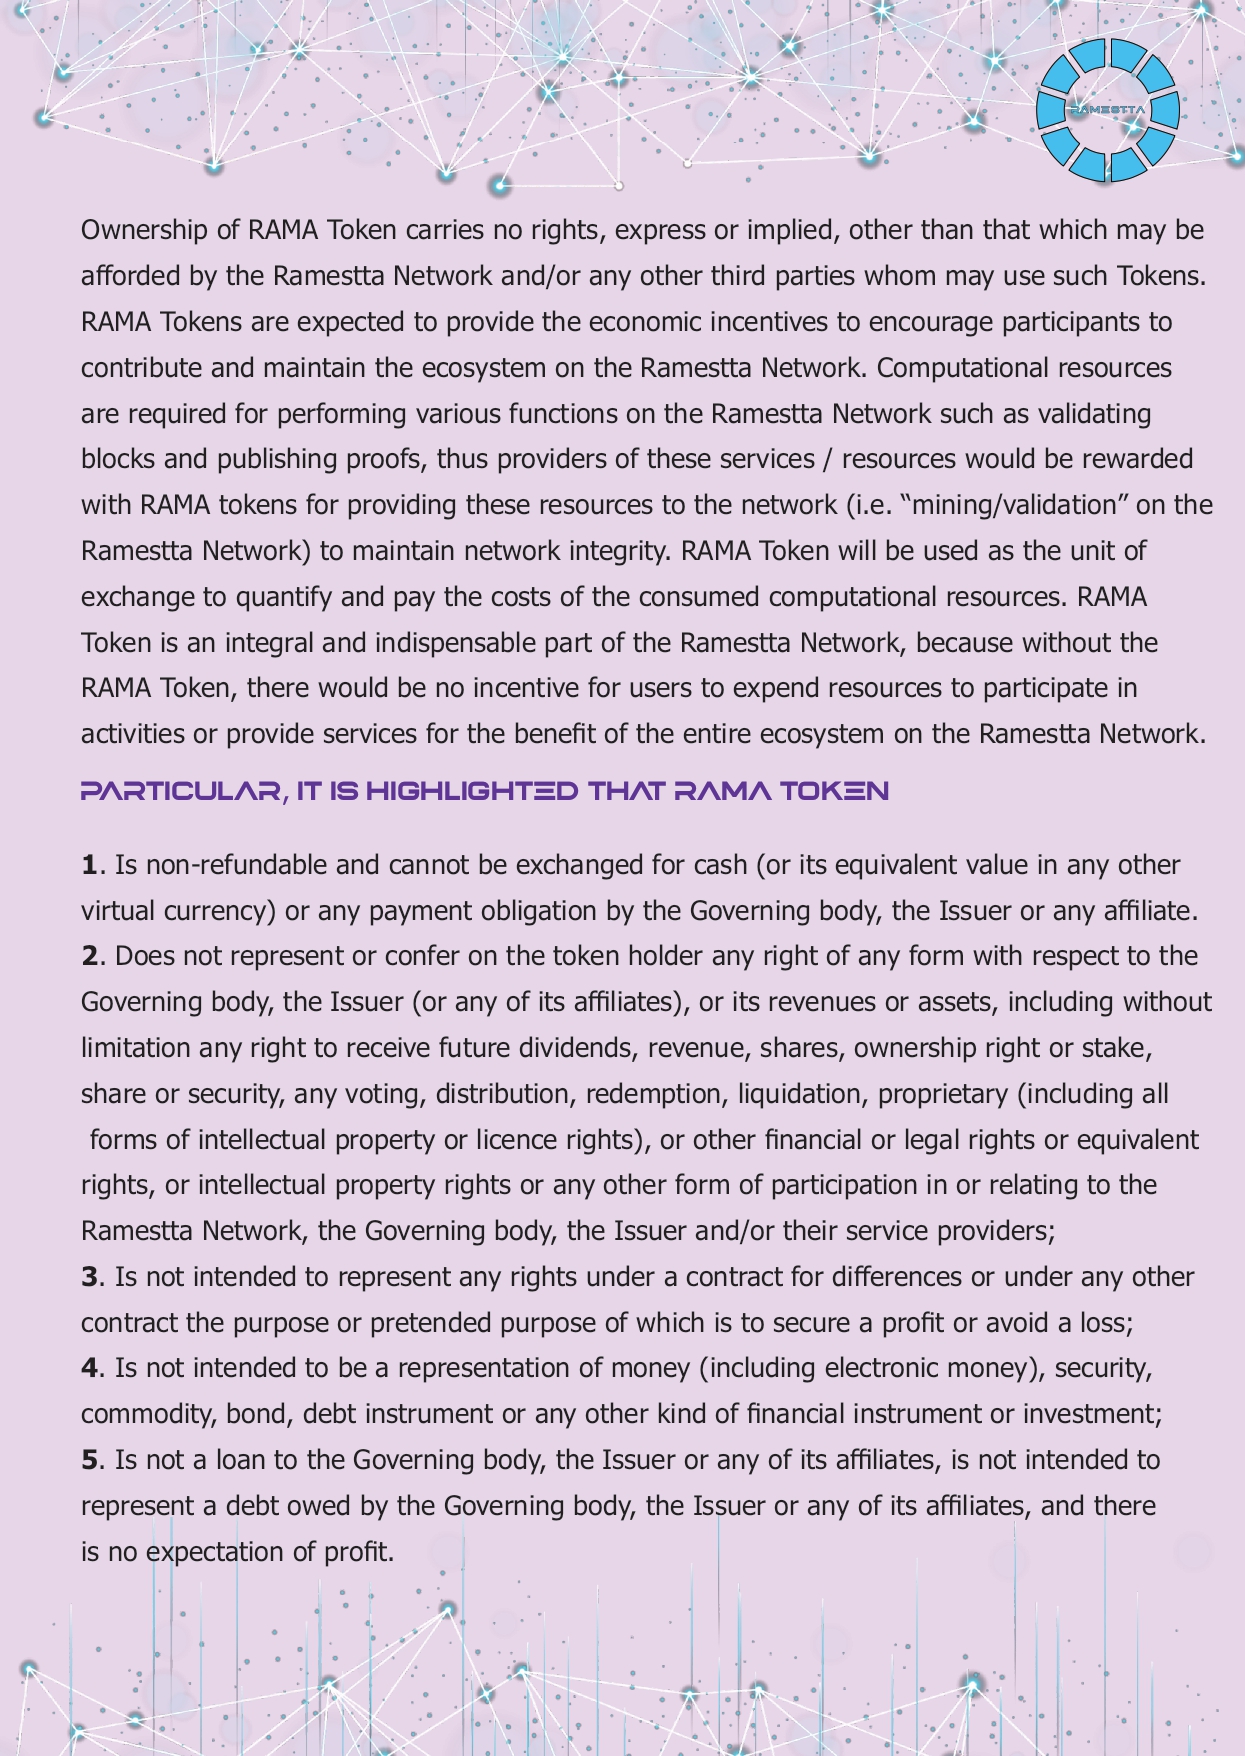 RAMESTTA
Ownership of RAMA Token carries no rights, express or implied, other than that which may be
afforded by the Ramestta Network and/or any other third parties whom may use such Tokens.
RAMA Tokens are expected to provide the economic incentives to encourage participants to
contribute and maintain the ecosystem on the Ramestta Network. Computational resources
are required for performing various functions on the Ramestta Network such as validating
blocks and publishing proofs, thus providers of these services / resources would be rewarded
with RAMA tokens for providing these resources to the network (i.e. “mining/validation” on the
Ramestta Network) to maintain network integrity. RAMA Token will be used as the unit of
exchange to quantify and pay the costs of the consumed computational resources. RAMA
Token is an integral and indispensable part of the Ramestta Network, because without the
RAMA Token, there would be no incentive for users to expend resources to participate in
activities or provide services for the benefit of the entire ecosystem on the Ramestta Network.
PARTICULAR, IT IS HIGHLIGHTED THAT RAMA TOKEN
1. Is non-refundable and cannot be exchanged for cash (or its equivalent value in any other
virtual currency) or any payment obligation by the Governing body, the Issuer or any affiliate.
2. Does not represent or confer on the token holder any right of any form with respect to the
Governing body, the Issuer (or any of its affiliates), or its revenues or assets, including without
limitation any right to receive future dividends, revenue, shares, ownership right or stake,
share or security, any voting, distribution, redemption, liquidation, proprietary (including all
forms of intellectual property or licence rights), or other financial or legal rights or equivalent
rights, or intellectual property rights or any other form of participation in or relating to the
Ramestta Network, the Governing body, the Issuer and/or their service providers;
3. Is not intended to represent any rights under a contract for differences or under any other
contract the purpose or pretended purpose of which is to secure a profit or avoid a loss;
4. Is not intended to be a representation of money (including electronic money), security,
commodity, bond, debt instrument or any other kind of financial instrument or investment;
5. Is not a loan to the Governing body, the Issuer or any of its affiliates, is not intended to
represent a debt owed by the Governing body, the Issuer or any of its affiliates, and there
is no expectation of profit.